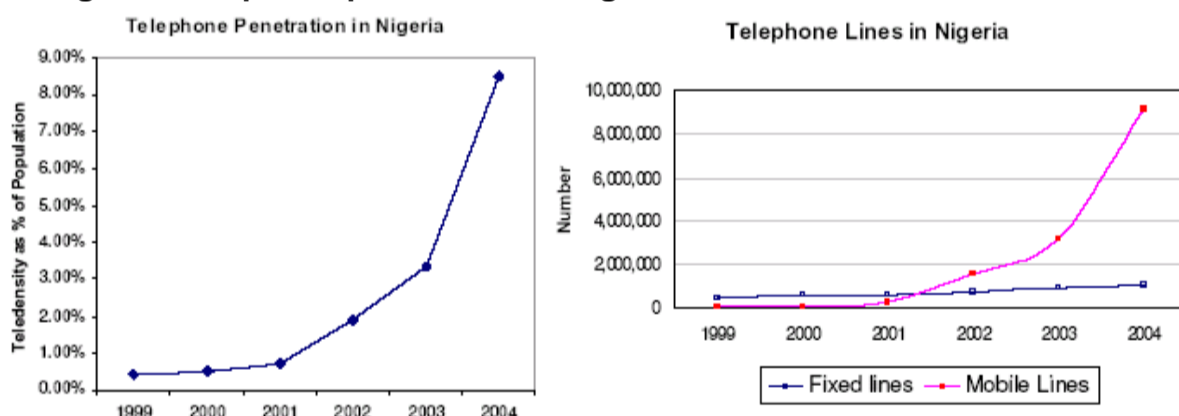 Telephone Penetration in Nigeria
9.00%
8.00%
7.00%
6.00%
5.00%
4.00%
3.00%
2.00%
1.00%
0.00%
Teledensity as % of Population
1999 2000 2001 2002 2003 2004
Telephone Lines in Nigeria
10,000,000
8,000,000
6,000,000
4,000,000
2,000,000
0
Number
1999 2000 2001 2002 2003 2004
Fixed lines Mobile Lines